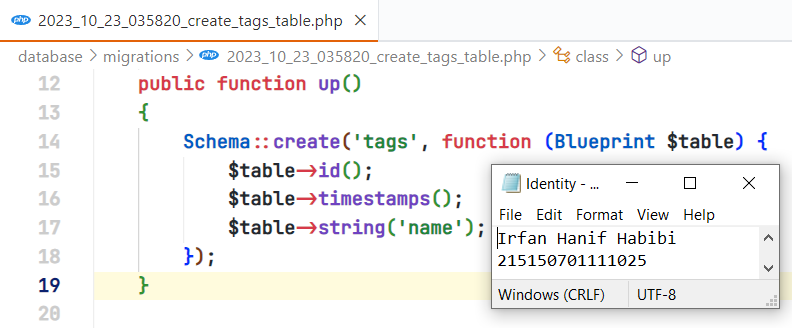 php 2023_10_23_035820_create_tags_table.php ×
database > migrations > php 2023_10_23_035820_create_tags_table.php > class > up
12 public function up()
13 {
14 Schema::create('tags', function (Blueprint $table) {
15 $table->id();
16 $table->timestamps();
17 $table->string('name');
18 });
19 }
20
Identity - ...
File Edit Format View Help
Irfan Hanif Habibi
215150701111025
Windows (CRLF) UTF-8